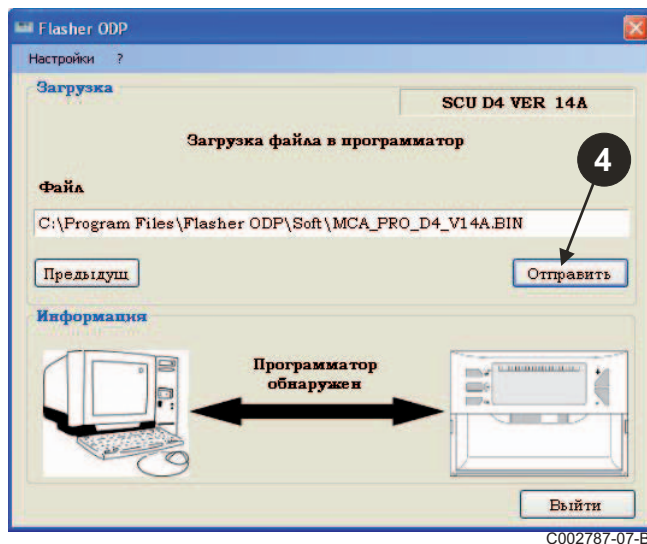 Flasher ODP
Настройки ?
Загрузка
SCU D4 VER 14A
Загрузка файла в программатор
4
Файл
C:\Program Files\Flasher ODP\Soft\MCA_PRO_D4_V14A.BIN
Предыдущ
Отправить
Информация
Программатор
обнаружен
Выйти
C002787-07-B